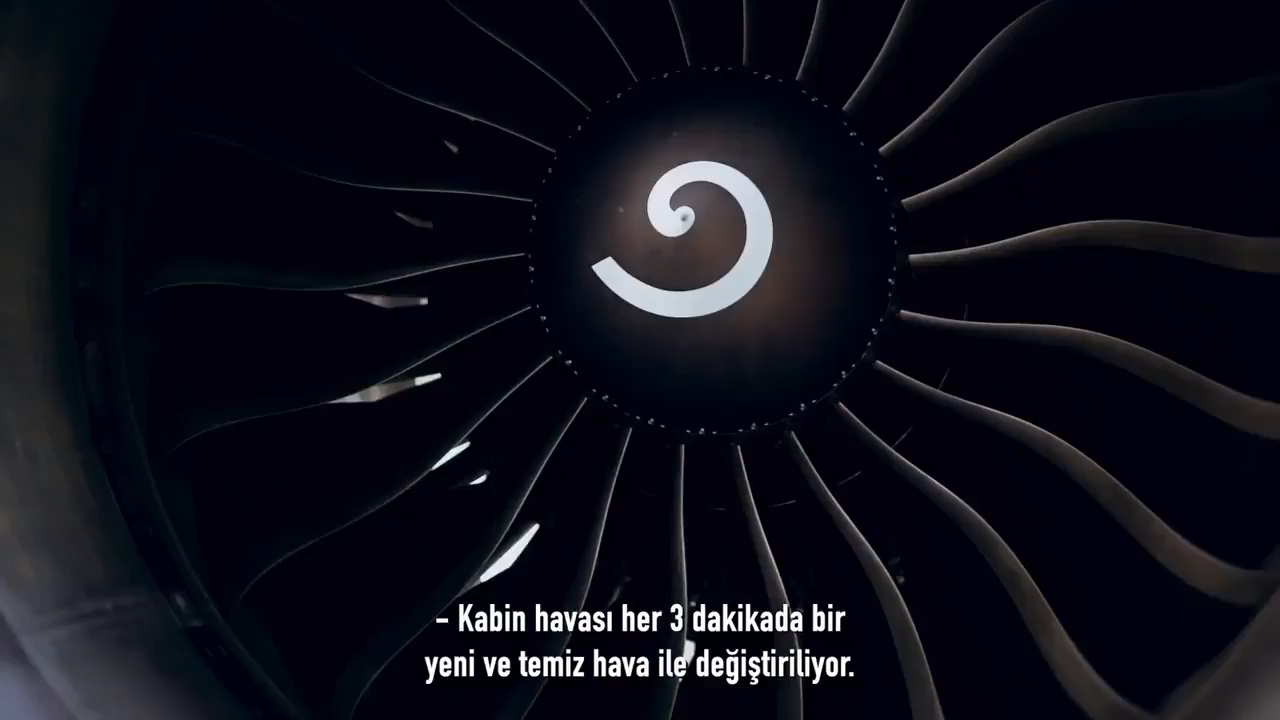 – Kabin havası her 3 dakikada bir
yeni ve temiz hava ile değiştiriliyor.